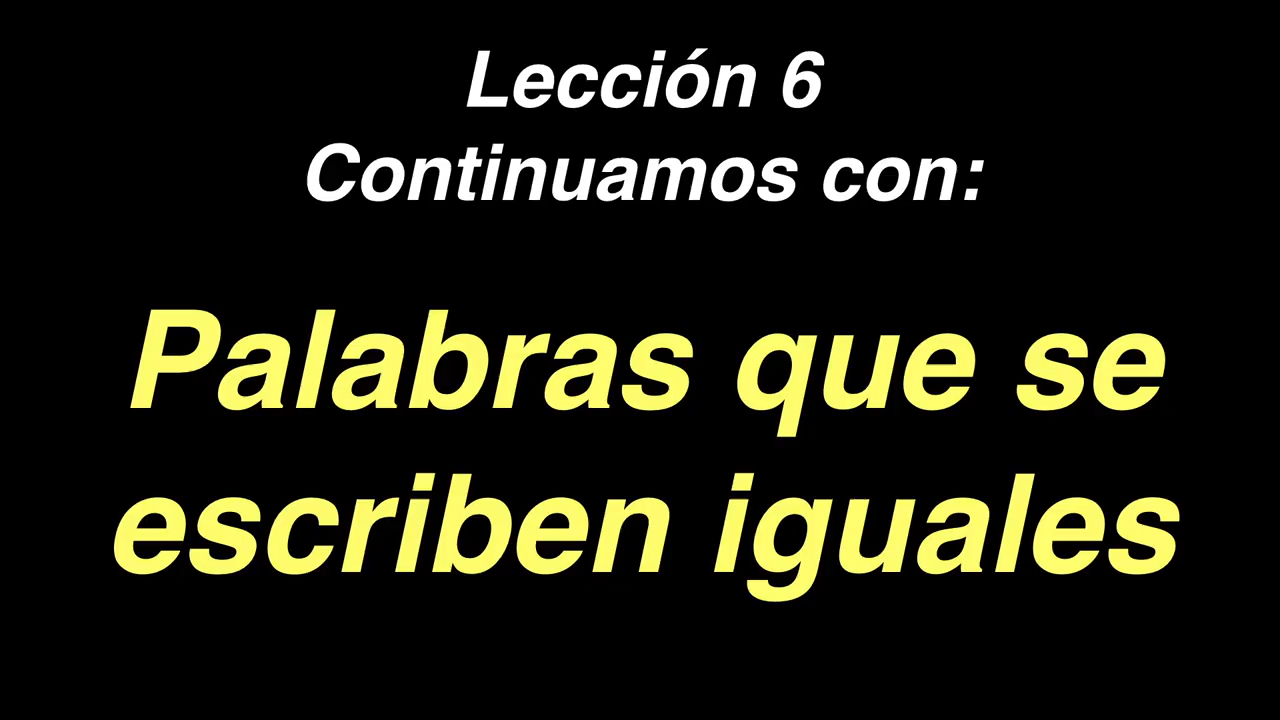 Lección 6
Continuamos con:
Palabras que se
escriben iguales